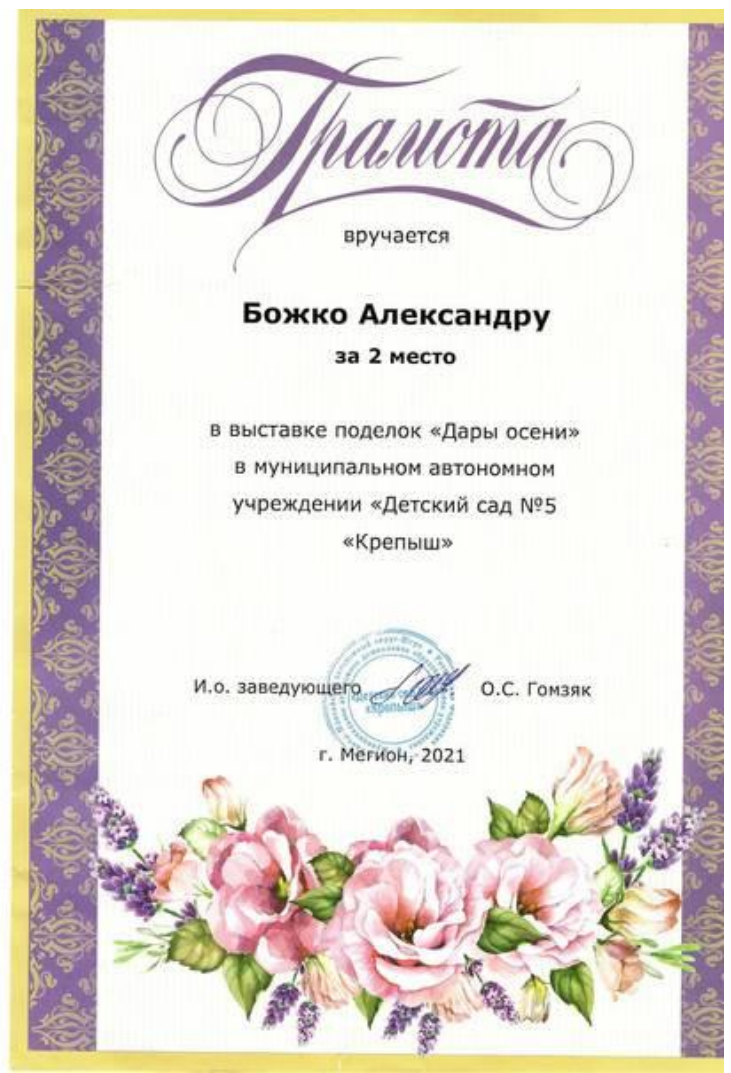 Грамота
вручается
Божко Александру
за 2 место
в выставке поделок «Дары осени»
в муниципальном автономном
учреждении «Детский сад №5
«Крепыш»
И.о. заведующего О.С. Гомзяк
«Крепыш»
г. Мегион, 2021